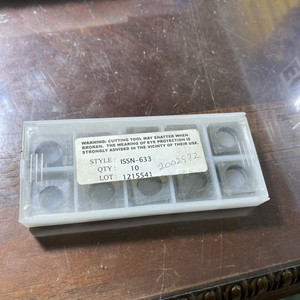 WARNING: CUTTING TOOL MAY SHATTER WHEN
BROKEN. THE WEARING OF EYE PROTECTION IS
STRONGLY ADVISED IN THE VICINITY OF THEIR USE.
STYLE: ISSN-633
QTY: 10
LOT: 1215541
2002572